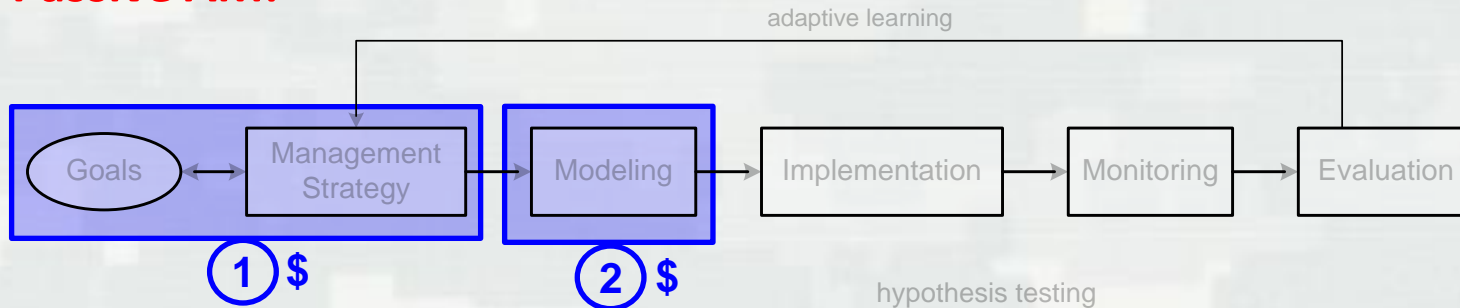 adaptive learning
Goals
Management
Strategy
Modeling
Implementation
Monitoring
Evaluation
1 $
2 $
hypothesis testing